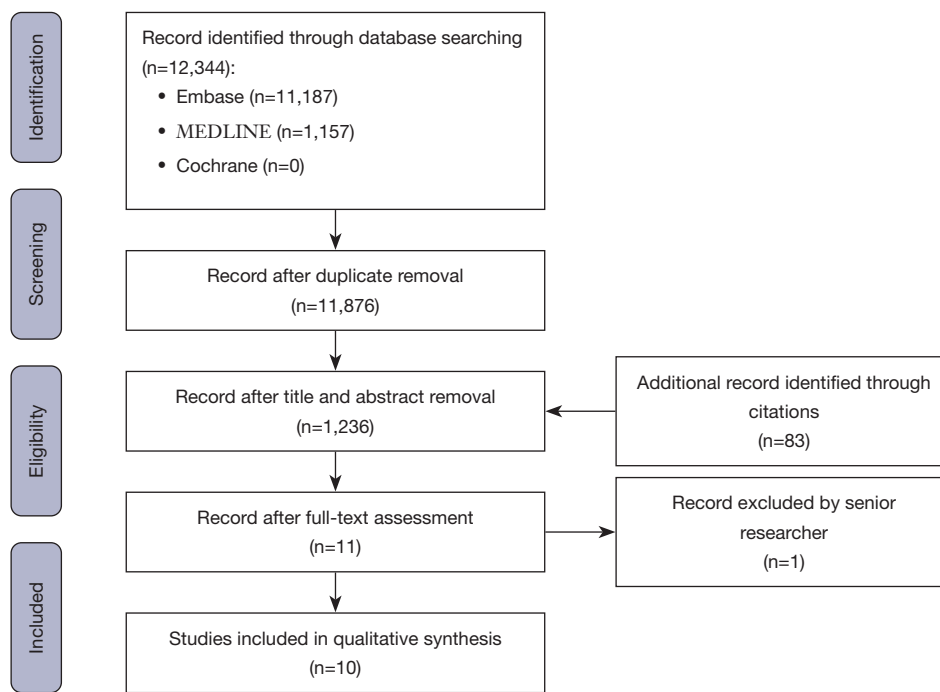 Identification
Record identified through database searching
(n=12,344):
• Embase (n=11,187)
• MEDLINE (n=1,157)
• Cochrane (n=0)
Screening
Record after duplicate removal
(n=11,876)
Eligibility
Record after title and abstract removal
(n=1,236)
Additional record identified through
citations
(n=83)
Record after full-text assessment
(n=11)
Record excluded by senior
researcher
(n=1)
Included
Studies included in qualitative synthesis
(n=10)